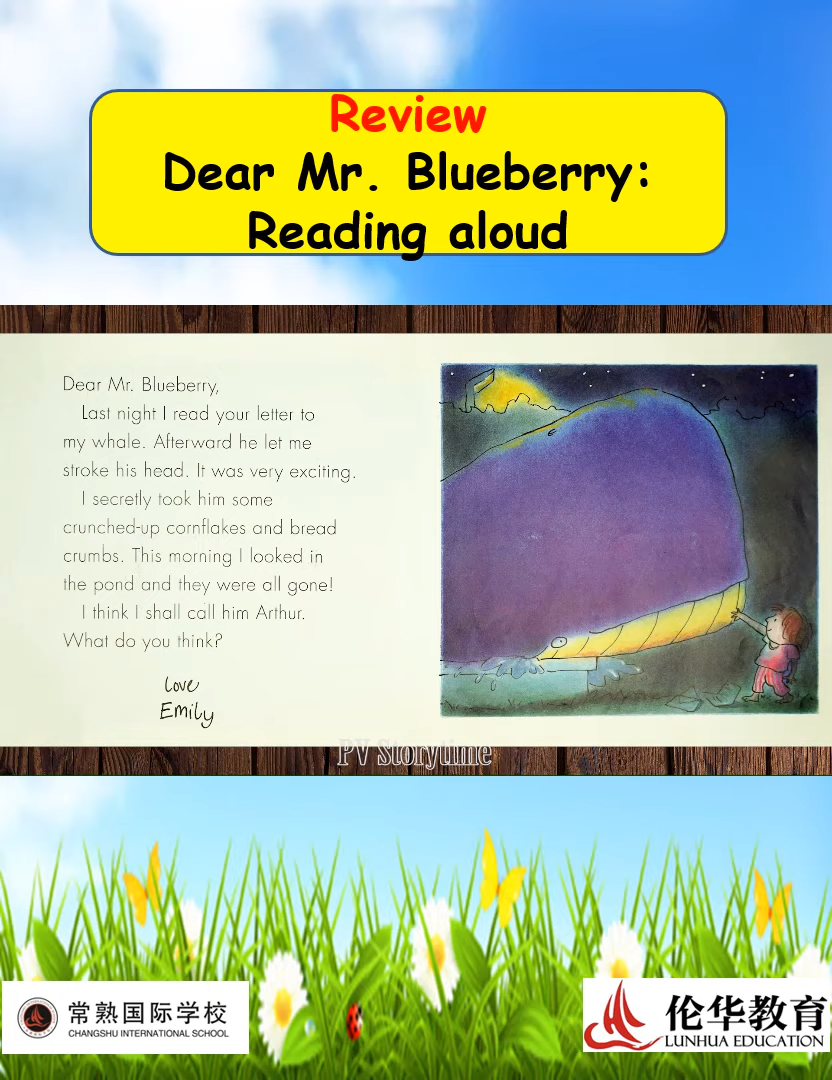 Review
Dear Mr. Blueberry:
Reading aloud
Dear Mr. Blueberry,
Last night I read your letter to
my whale. Afterward he let me
stroke his head. It was very exciting.
I secretly took him some
crunched-up cornflakes and bread
crumbs. This morning I looked in
the pond and they were all gone!
I think I shall call him Arthur.
What do you think?
Love
Emily
PV Storytime
常熟国际学校
CHANGSHU INTERNATIONAL SCHOOL
伦华教育
LUNHUA EDUCATION